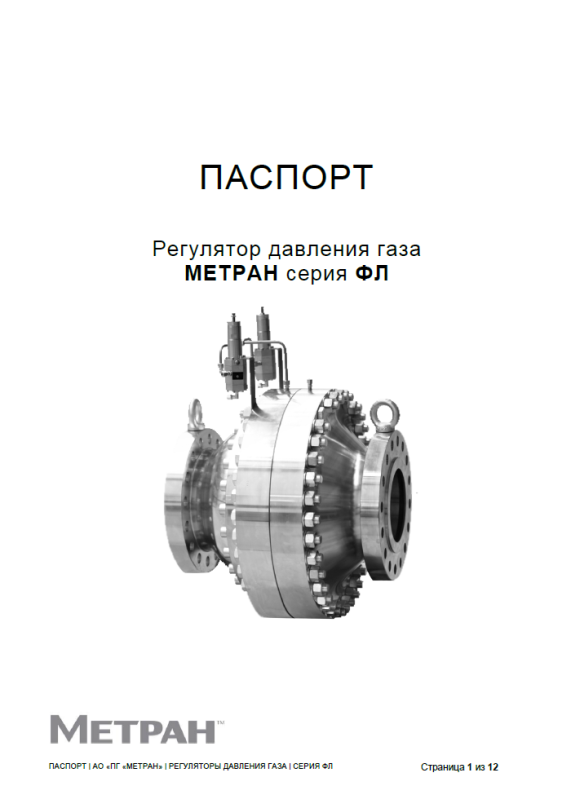 ПАСПОРТ
Регулятор давления газа
МЕТРАН серия ФЛ
МЕТРАН™
ПАСПОРТ | АО «ПГ «МЕТРАН» | РЕГУЛЯТОРЫ ДАВЛЕНИЯ ГАЗА | СЕРИЯ ФЛ
Страница 1 из 12